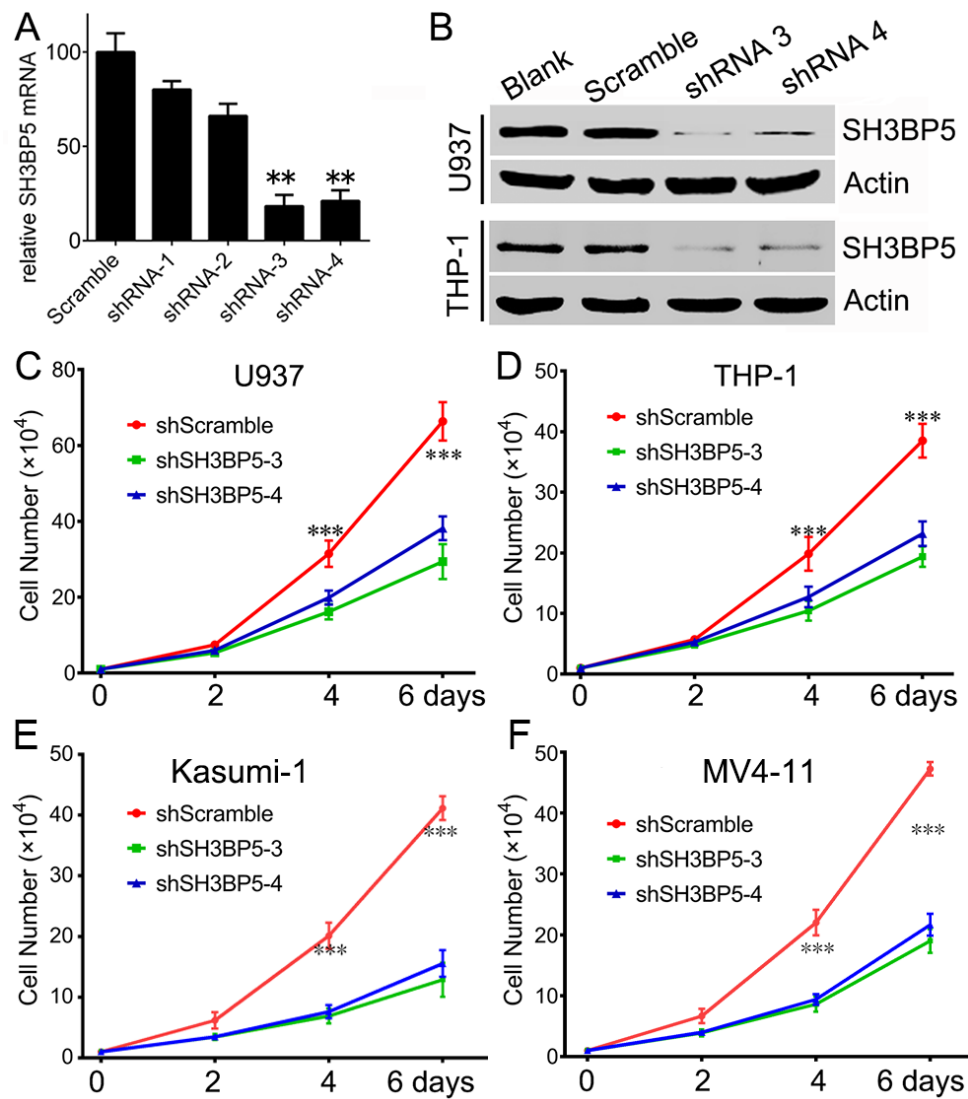 A
relative SH3BP5 mRNA
100
50
0
** **
Scramble
shRNA-1
shRNA-2
shRNA-3
shRNA-4
B
Blank
Scramble
shRNA 3
shRNA 4
U937
SH3BP5
Actin
THP-1
SH3BP5
Actin
C
U937
Cell Number (×10⁴)
80
60
40
20
0
shScramble
shSH3BP5-3
shSH3BP5-4
***
***
0 2 4 6 days
D
THP-1
Cell Number (×10⁴)
50
40
30
20
10
0
shScramble
shSH3BP5-3
shSH3BP5-4
***
***
0 2 4 6 days
E
Kasumi-1
Cell Number (×10⁴)
50
40
30
20
10
0
shScramble
shSH3BP5-3
shSH3BP5-4
***
***
0 2 4 6 days
F
MV4-11
Cell Number (×10⁴)
50
40
30
20
10
0
shScramble
shSH3BP5-3
shSH3BP5-4
***
***
0 2 4 6 days